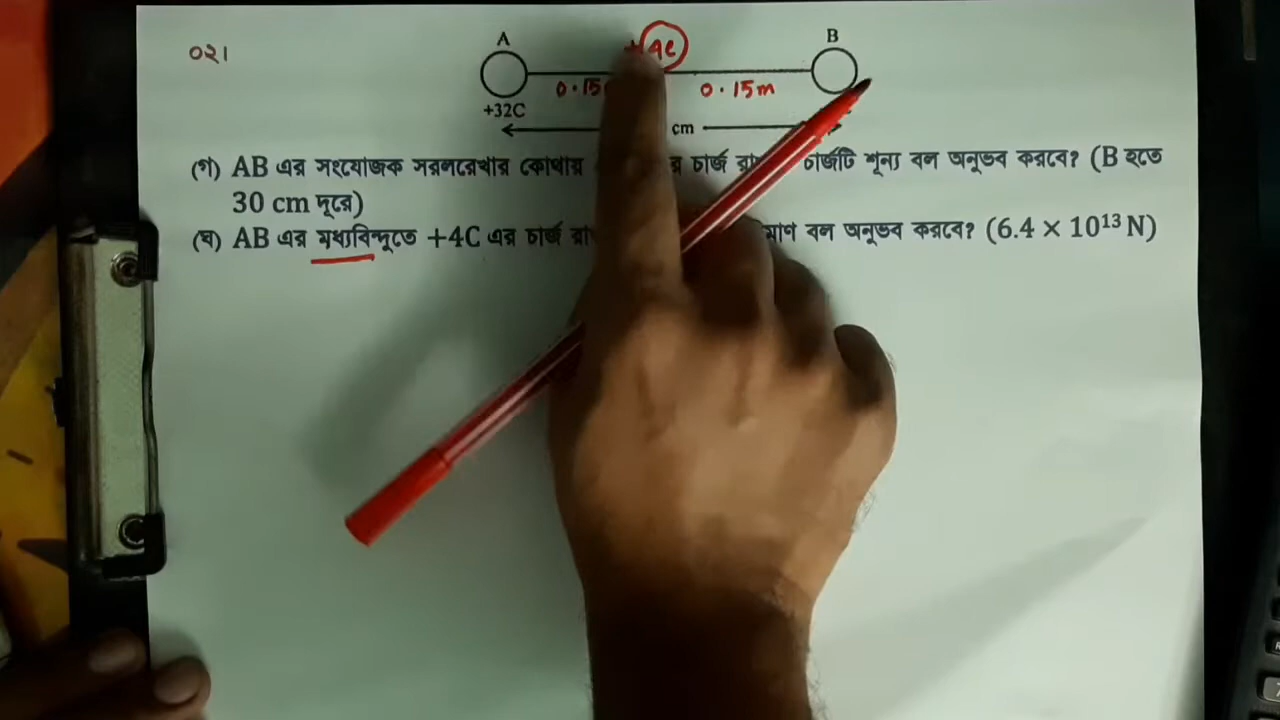 ০২।
A B
+4C
0.15 0.15m
+32C
cm
(গ) AB এর সংযোজক সরলরেখার কোথায় র চার্জ চার্জটি শূন্য বল অনুভব করবে? (B হতে
30 cm দূরে)
(ঘ) AB এর মধ্যবিন্দুতে +4C এর চার্জ বল অনুভব করবে? (6.4 × 10¹³ N)